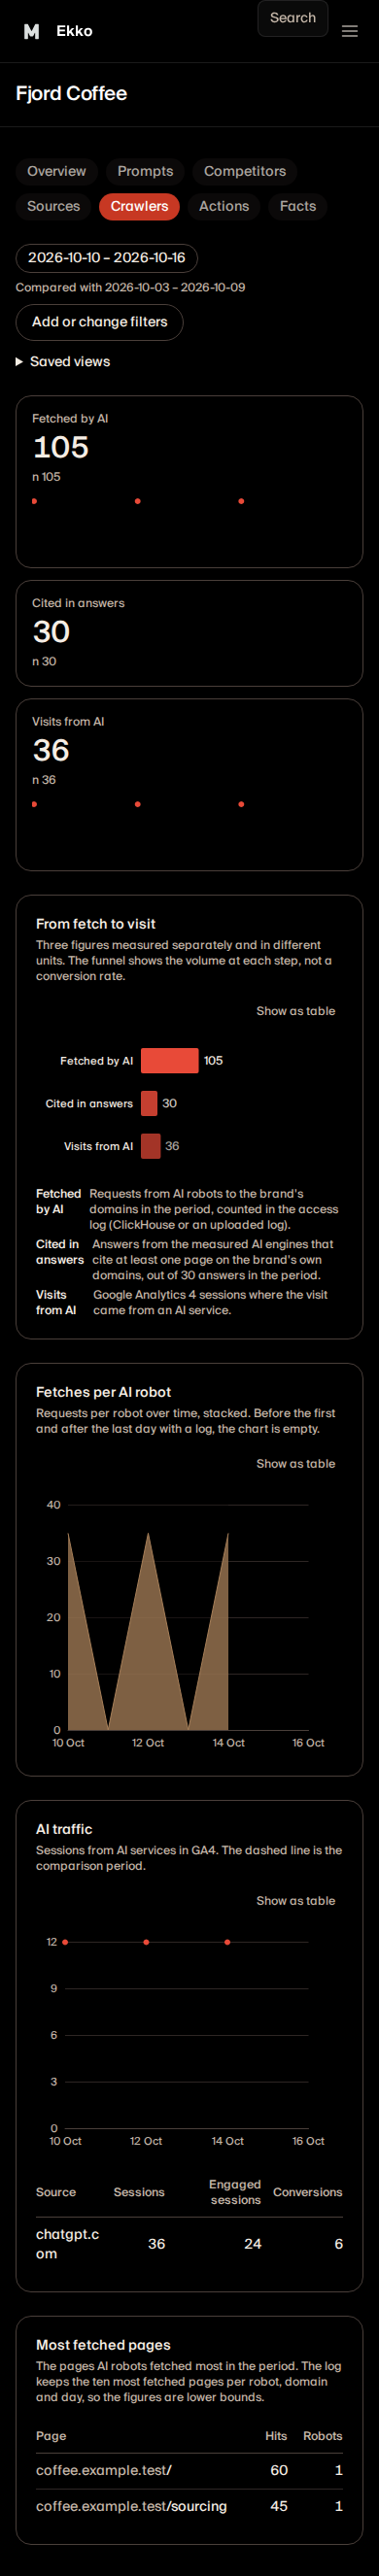 Search
Ekko
Fjord Coffee
Overview Prompts Competitors
Sources Crawlers Actions Facts
2026-10-10 – 2026-10-16
Compared with 2026-10-03 – 2026-10-09
Add or change filters
Saved views
Fetched by AI
105
n 105
Cited in answers
30
n 30
Visits from AI
36
n 36
From fetch to visit
Three figures measured separately and in different
units. The funnel shows the volume at each step, not a
conversion rate.
Show as table
Fetched by AI 105
Cited in answers 30
Visits from AI 36
Fetched Requests from AI robots to the brand's
by AI domains in the period, counted in the access
log (ClickHouse or an uploaded log).
Cited in Answers from the measured AI engines that
answers cite at least one page on the brand's own
domains, out of 30 answers in the period.
Visits Google Analytics 4 sessions where the visit
from AI came from an AI service.
Fetches per AI robot
Requests per robot over time, stacked. Before the first
and after the last day with a log, the chart is empty.
Show as table
40
30
20
10
0
10 Oct 12 Oct 14 Oct 16 Oct
AI traffic
Sessions from AI services in GA4. The dashed line is the
comparison period.
Show as table
12
9
6
3
0
10 Oct 12 Oct 14 Oct 16 Oct
Source Sessions Engaged sessions Conversions
chatgpt.c
om 36 24 6
Most fetched pages
The pages AI robots fetched most in the period. The log
keeps the ten most fetched pages per robot, domain
and day, so the figures are lower bounds.
Page Hits Robots
coffee.example.test/ 60 1
coffee.example.test/sourcing 45 1